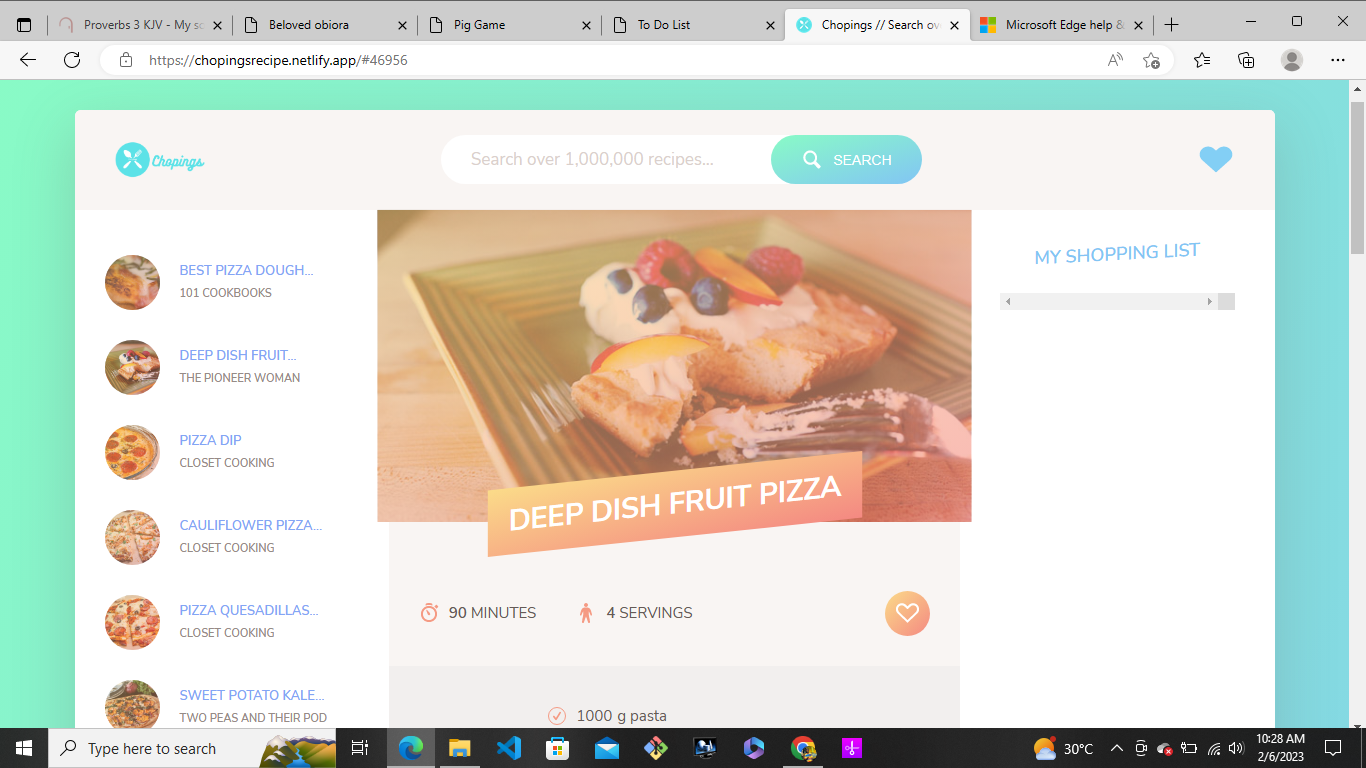 Proverbs 3 KJV - My sc
Beloved obiora
Pig Game
To Do List
Chopings // Search ov
Microsoft Edge help &
https://chopingsrecipe.netlify.app/#46956
Chopings
Search over 1,000,000 recipes...
SEARCH
BEST PIZZA DOUGH...
101 COOKBOOKS
DEEP DISH FRUIT...
THE PIONEER WOMAN
PIZZA DIP
CLOSET COOKING
CAULIFLOWER PIZZA...
CLOSET COOKING
PIZZA QUESADILLAS...
CLOSET COOKING
SWEET POTATO KALE...
TWO PEAS AND THEIR POD
DEEP DISH FRUIT PIZZA
90 MINUTES
4 SERVINGS
1000 g pasta
MY SHOPPING LIST
Type here to search
30°C
10:28 AM
2/6/2023